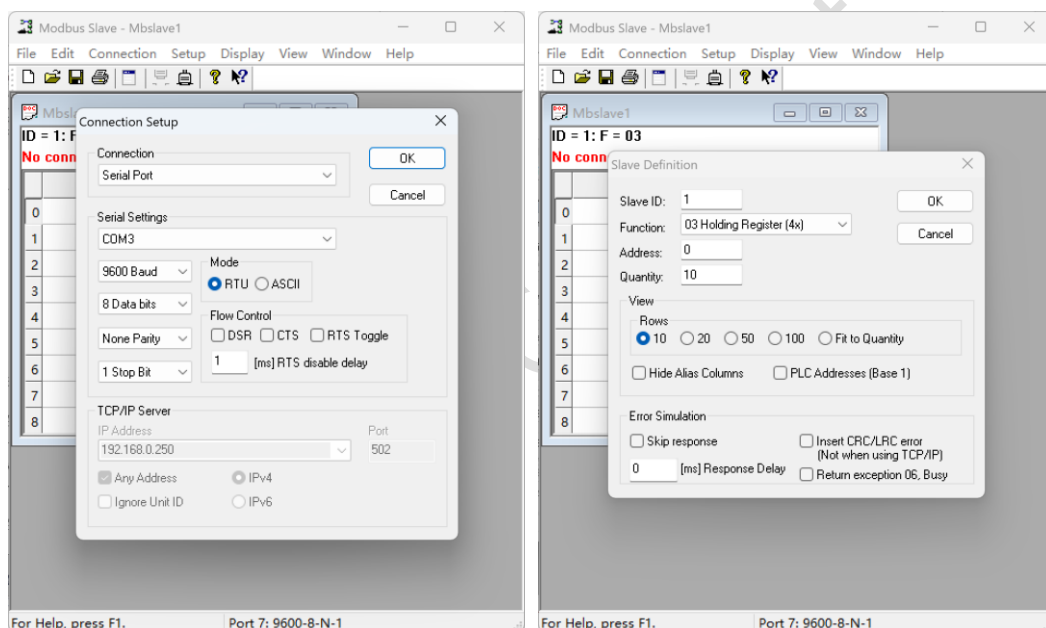 Modbus Slave - Mbslave1
File Edit Connection Setup Display View Window Help
ID = 1: F
No conn
0
1
2
3
4
5
6
7
8
Connection Setup
Connection
Serial Port
OK
Cancel
Serial Settings
COM3
9600 Baud
8 Data bits
None Parity
1 Stop Bit
Mode
RTU ASCII
Flow Control
DSR CTS RTS Toggle
1 [ms] RTS disable delay
TCP/IP Server
IP Address Port
192.168.0.250 502
Any Address IPv4
Ignore Unit ID IPv6
For Help, press F1. Port 7: 9600-8-N-1
Modbus Slave - Mbslave1
File Edit Connection Setup Display View Window Help
Mbslave1
ID = 1: F = 03
No conn
0
1
2
3
4
5
6
7
8
Slave Definition
Slave ID: 1
OK
Function: 03 Holding Register (4x)
Cancel
Address: 0
Quantity: 10
View
Rows
10 20 50 100 Fit to Quantity
Hide Alias Columns PLC Addresses (Base 1)
Error Simulation
Skip response Insert CRC/LRC error
(Not when using TCP/IP)
0 [ms] Response Delay Return exception 06, Busy
For Help, press F1. Port 7: 9600-8-N-1